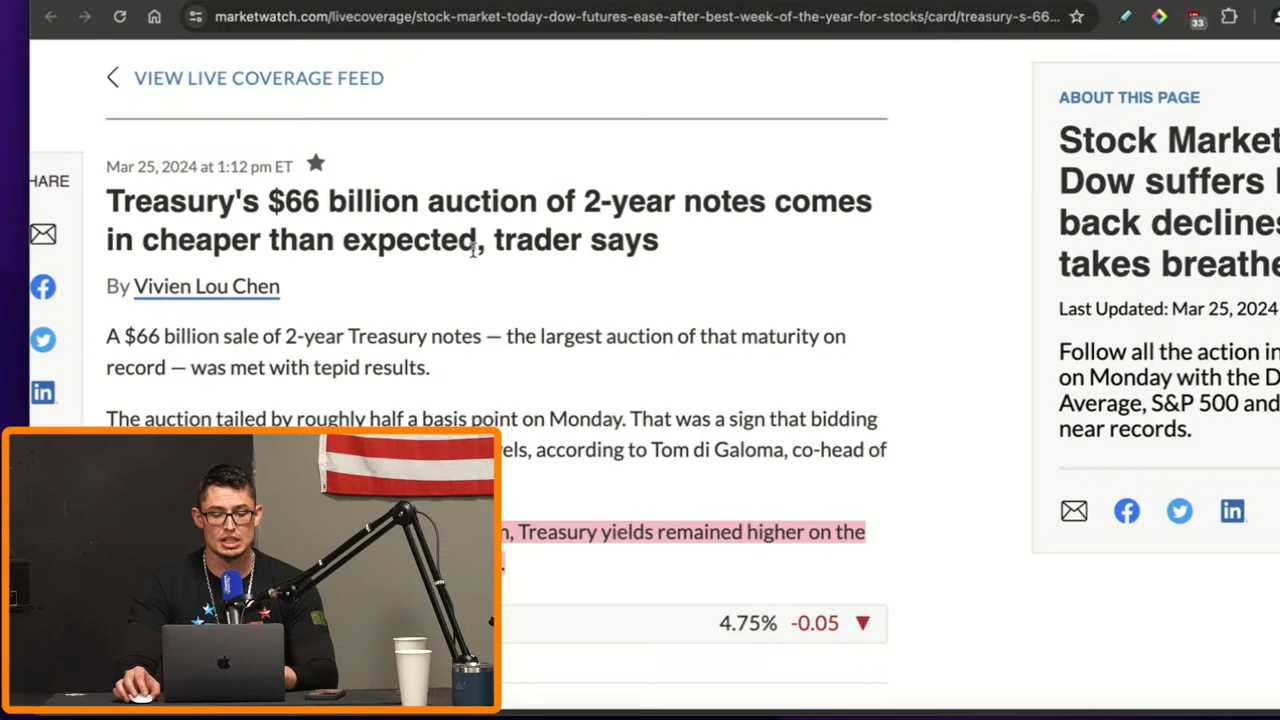 marketwatch.com/livecoverage/stock-market-today-dow-futures-ease-after-best-week-of-the-year-for-stocks/card/treasury-s-66...
33
VIEW LIVE COVERAGE FEED
HARE
Mar 25, 2024 at 1:12 pm ET
Treasury's $66 billion auction of 2-year notes comes
in cheaper than expected, trader says
By Vivien Lou Chen
A $66 billion sale of 2-year Treasury notes — the largest auction of that maturity on
record — was met with tepid results.
The auction tailed by roughly half a basis point on Monday. That was a sign that bidding
els, according to Tom di Galoma, co-head of
n, Treasury yields remained higher on the
4.75% -0.05
ABOUT THIS PAGE
Stock Market
Dow suffers
back declines
takes breathe
Last Updated: Mar 25, 2024
Follow all the action in
on Monday with the D
Average, S&P 500 and
near records.
in
in